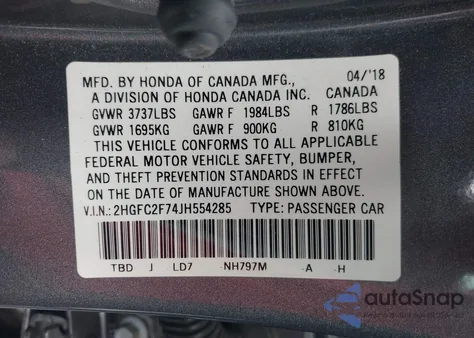 MFD. BY HONDA OF CANADA MFG., 04/'18
A DIVISION OF HONDA CANADA INC. CANADA
GVWR 3737LBS GAWR F 1984LBS R 1786LBS
GVWR 1695KG GAWR F 900KG R 810KG
THIS VEHICLE CONFORMS TO ALL APPLICABLE
FEDERAL MOTOR VEHICLE SAFETY, BUMPER,
AND THEFT PREVENTION STANDARDS IN EFFECT
ON THE DATE OF MANUFACTURE SHOWN ABOVE.
V.I.N.: 2HGFC2F74JH554285 TYPE: PASSENGER CAR
TBD J LD7 NH797M A H
autoSnap